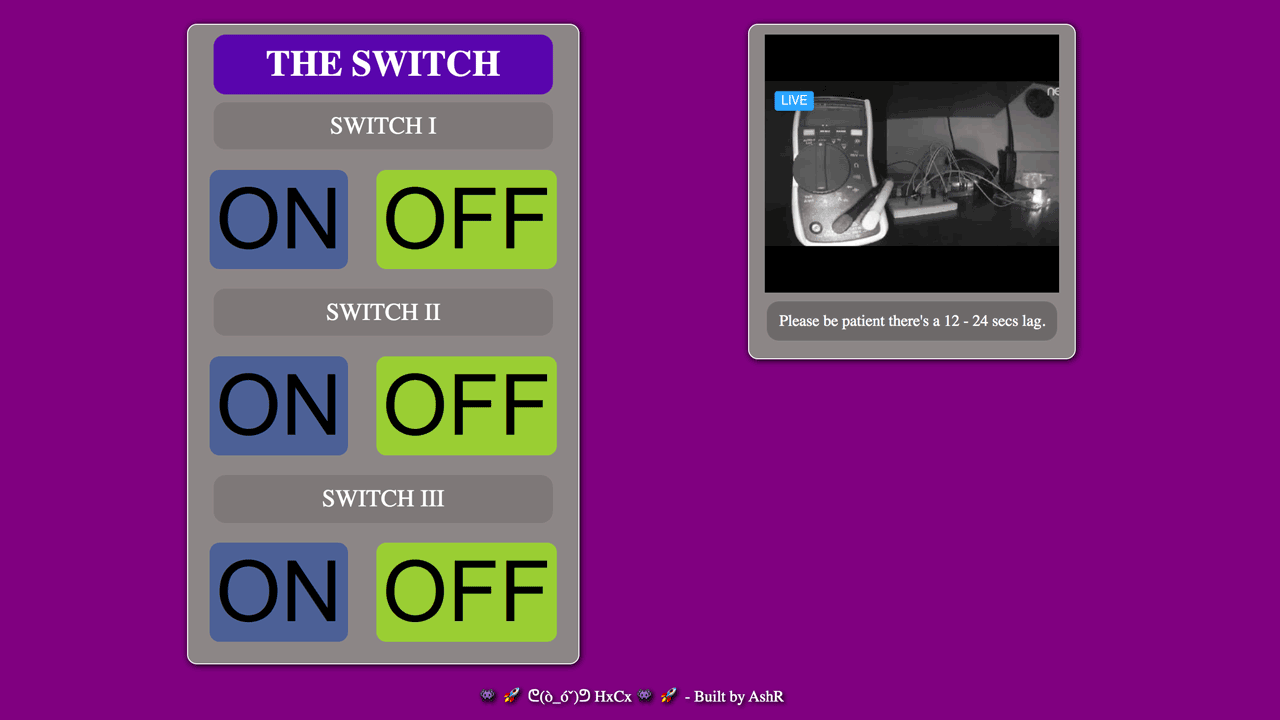 THE SWITCH
SWITCH I
ON OFF
SWITCH II
ON OFF
SWITCH III
ON OFF
LIVE
ne
Please be patient there's a 12 - 24 secs lag.
👾 🚀 ᕦ(ò_óˇ)ᕤ HxCx 👾 🚀 - Built by AshR